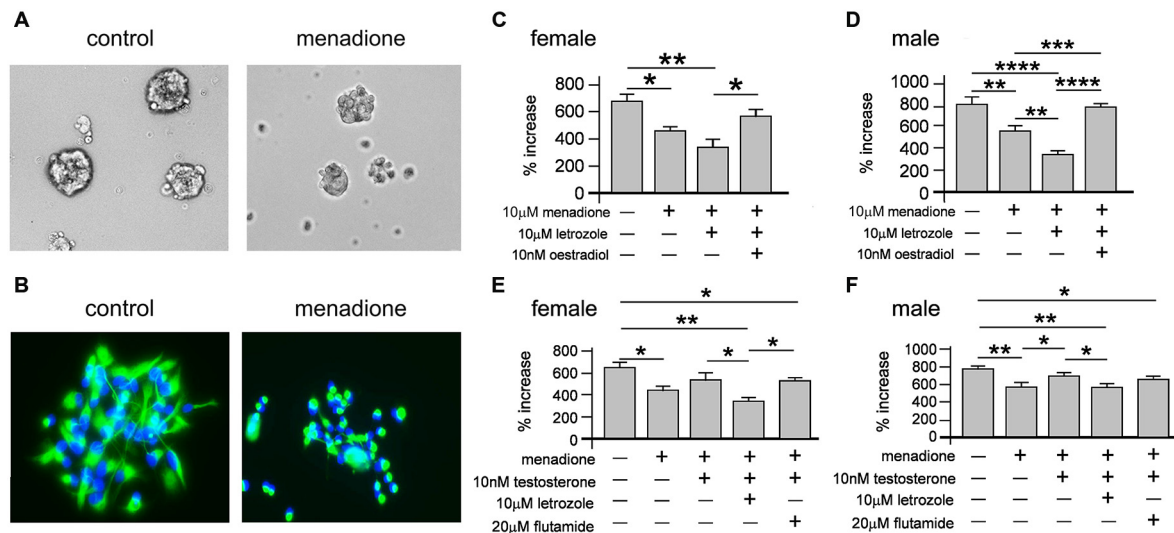 A
control
menadione
B
control
menadione
C
female
** 
* *
800
600
400
200
0
% increase
10μM menadione — + + +
10μM letrozole — — + +
10nM oestradiol — — — +
D
male
***
****
** ****
**
1000
800
600
400
200
0
% increase
10μM menadione — + + +
10μM letrozole — — + +
10nM oestradiol — — — +
E
female
*
**
* * *
800
600
400
200
0
% increase
menadione — + + + +
10nM testosterone — — + + +
10μM letrozole — — — + —
20μM flutamide — — — — +
F
male
*
**
** * *
1000
800
600
400
200
0
% increase
menadione — + + + +
10nM testosterone — — + + +
10μM letrozole — — — + —
20μM flutamide — — — — +